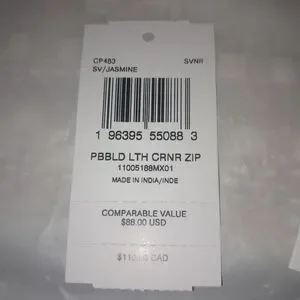 CP483 SVNR
SV/JASMINE
1 96395 55088 3
PBBLD LTH CRNR ZIP
11005188MX01
MADE IN INDIA/INDE
COMPARABLE VALUE
$88.00 USD
CAD